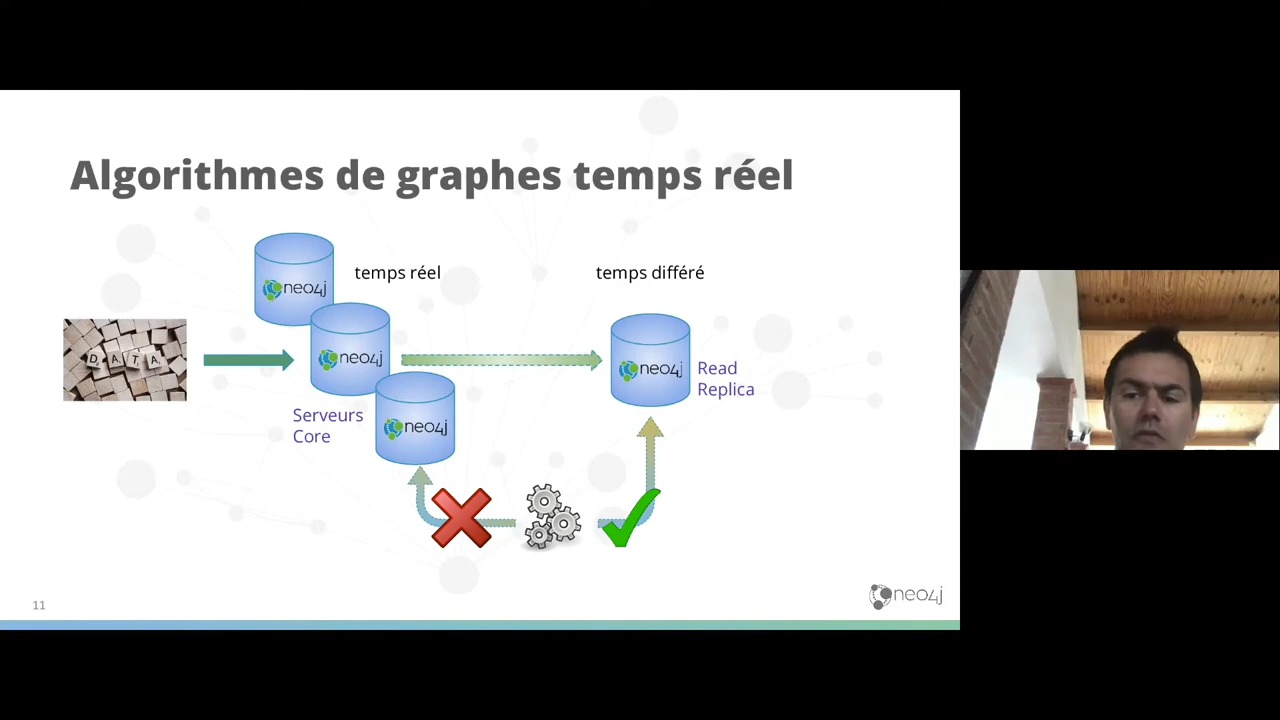 Algorithmes de graphes temps réel
temps réel
temps différé
neo4j
neo4j
neo4j
neo4j
DATA
Read
Replica
Serveurs
Core
11
neo4j